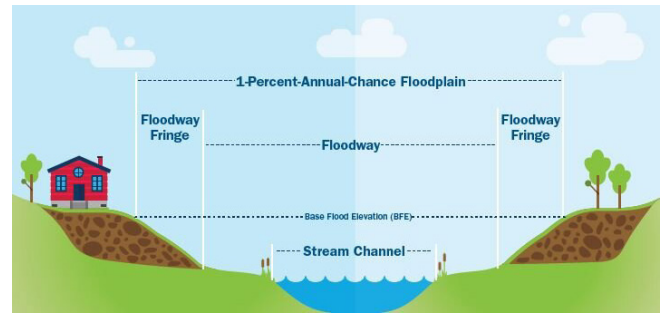 1-Percent-Annual-Chance Floodplain
Floodway
Fringe
Floodway
Floodway
Fringe
Base Flood Elevation (BFE)
Stream Channel